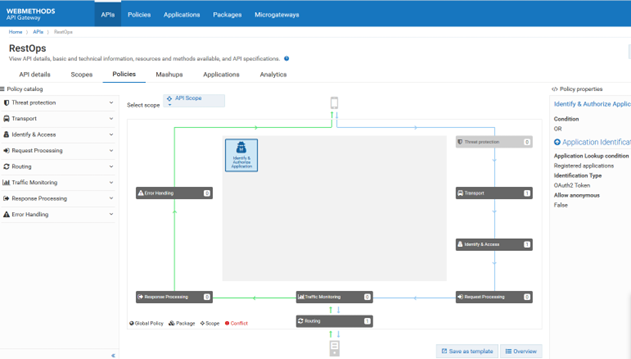 WEBMETHODS
API Gateway
APIs
Policies
Applications
Packages
Microgateways
Home
APIs
RestOps
RestOps
View API details, basic and technical information, resources and methods available, and API specifications.
API details
Scopes
Policies
Mashups
Applications
Analytics
Policy catalog
Threat protection
Transport
Identify & Access
Request Processing
Routing
Traffic Monitoring
Response Processing
Error Handling
Select scope
API Scope
Identify &
Authorize
Application
Threat protection 0
Error Handling 0
Transport 1
Identify & Access 1
Response Processing 0
Traffic Monitoring 0
Request Processing 0
Routing 1
Global Policy
Package
Scope
Conflict
Save as template
Overview
Policy properties
Identify & Authorize Applic
Condition
OR
Application Identificat
Application Lookup condition
Registered applications
Identification Type
OAuth2 Token
Allow anonymous
False